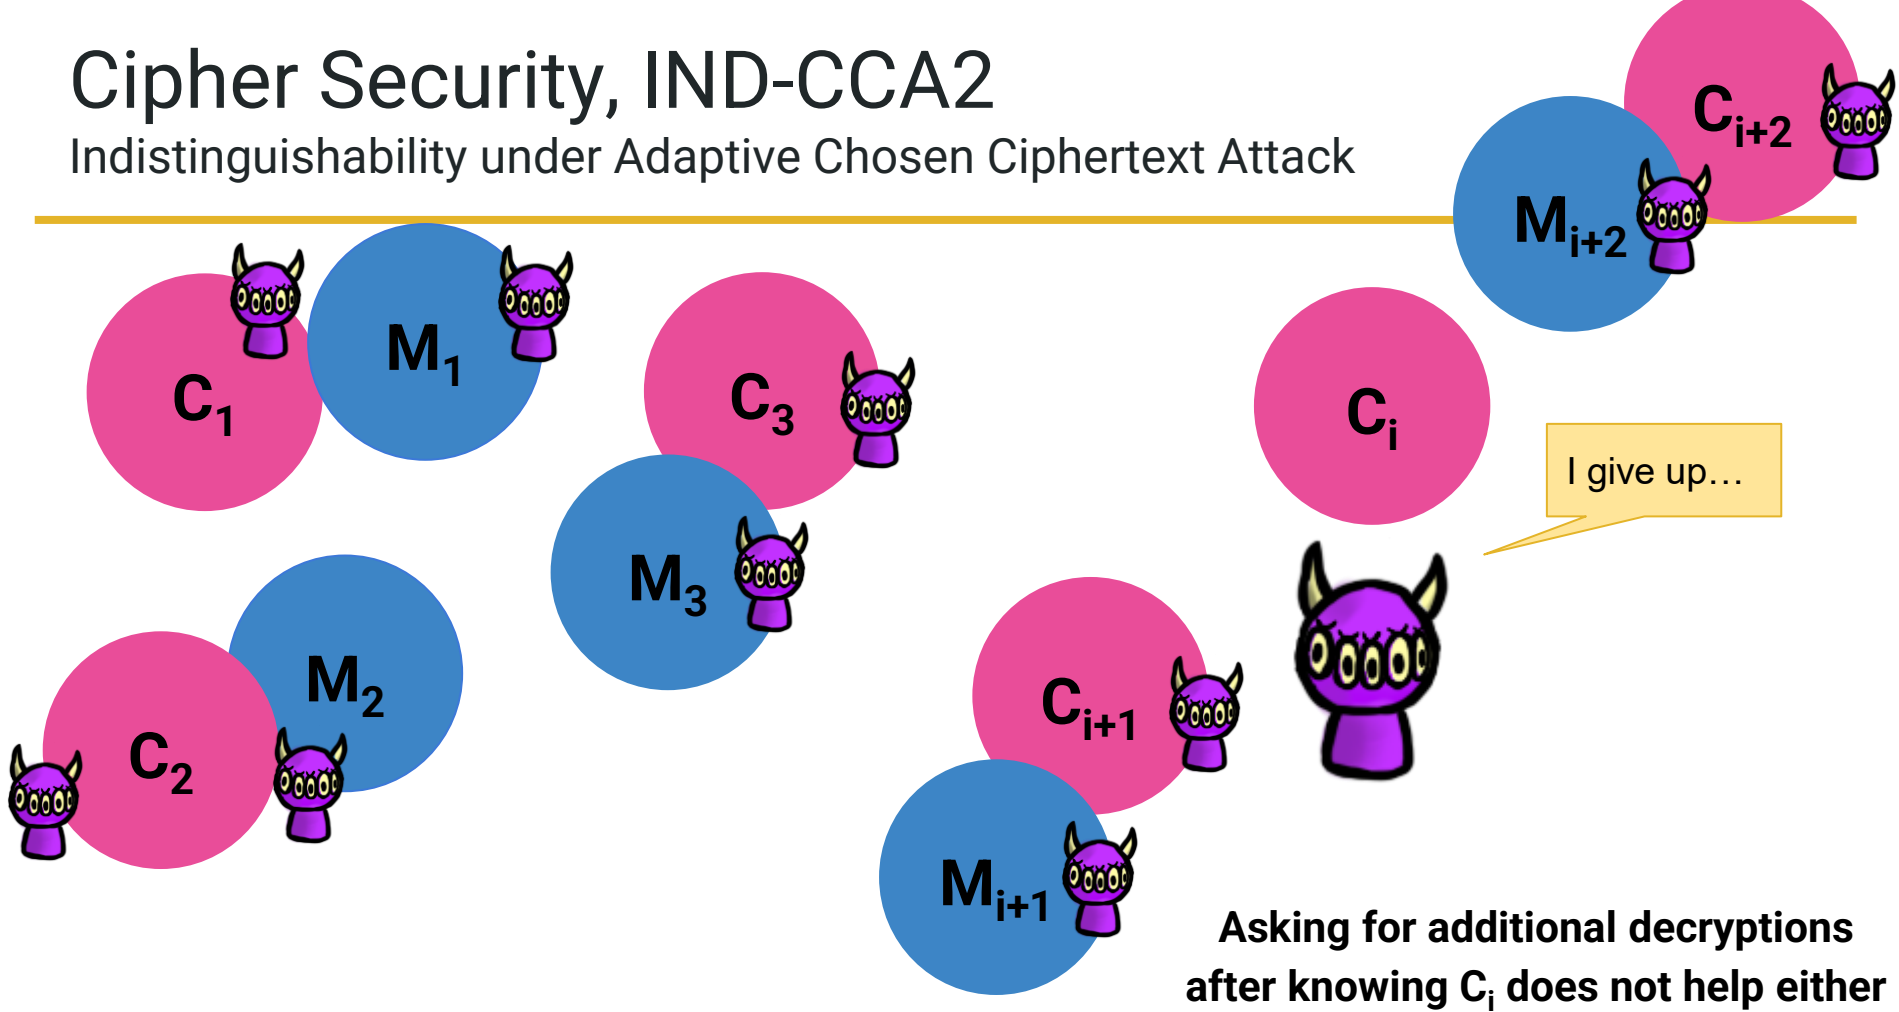 Cipher Security, IND-CCA2
Indistinguishability under Adaptive Chosen Ciphertext Attack
C₁
M₁
C₂
M₂
C₃
M₃
Cᵢ₊₁
Mᵢ₊₁
Cᵢ
Mᵢ₊₂
Cᵢ₊₂
I give up…
Asking for additional decryptions
after knowing Cᵢ does not help either